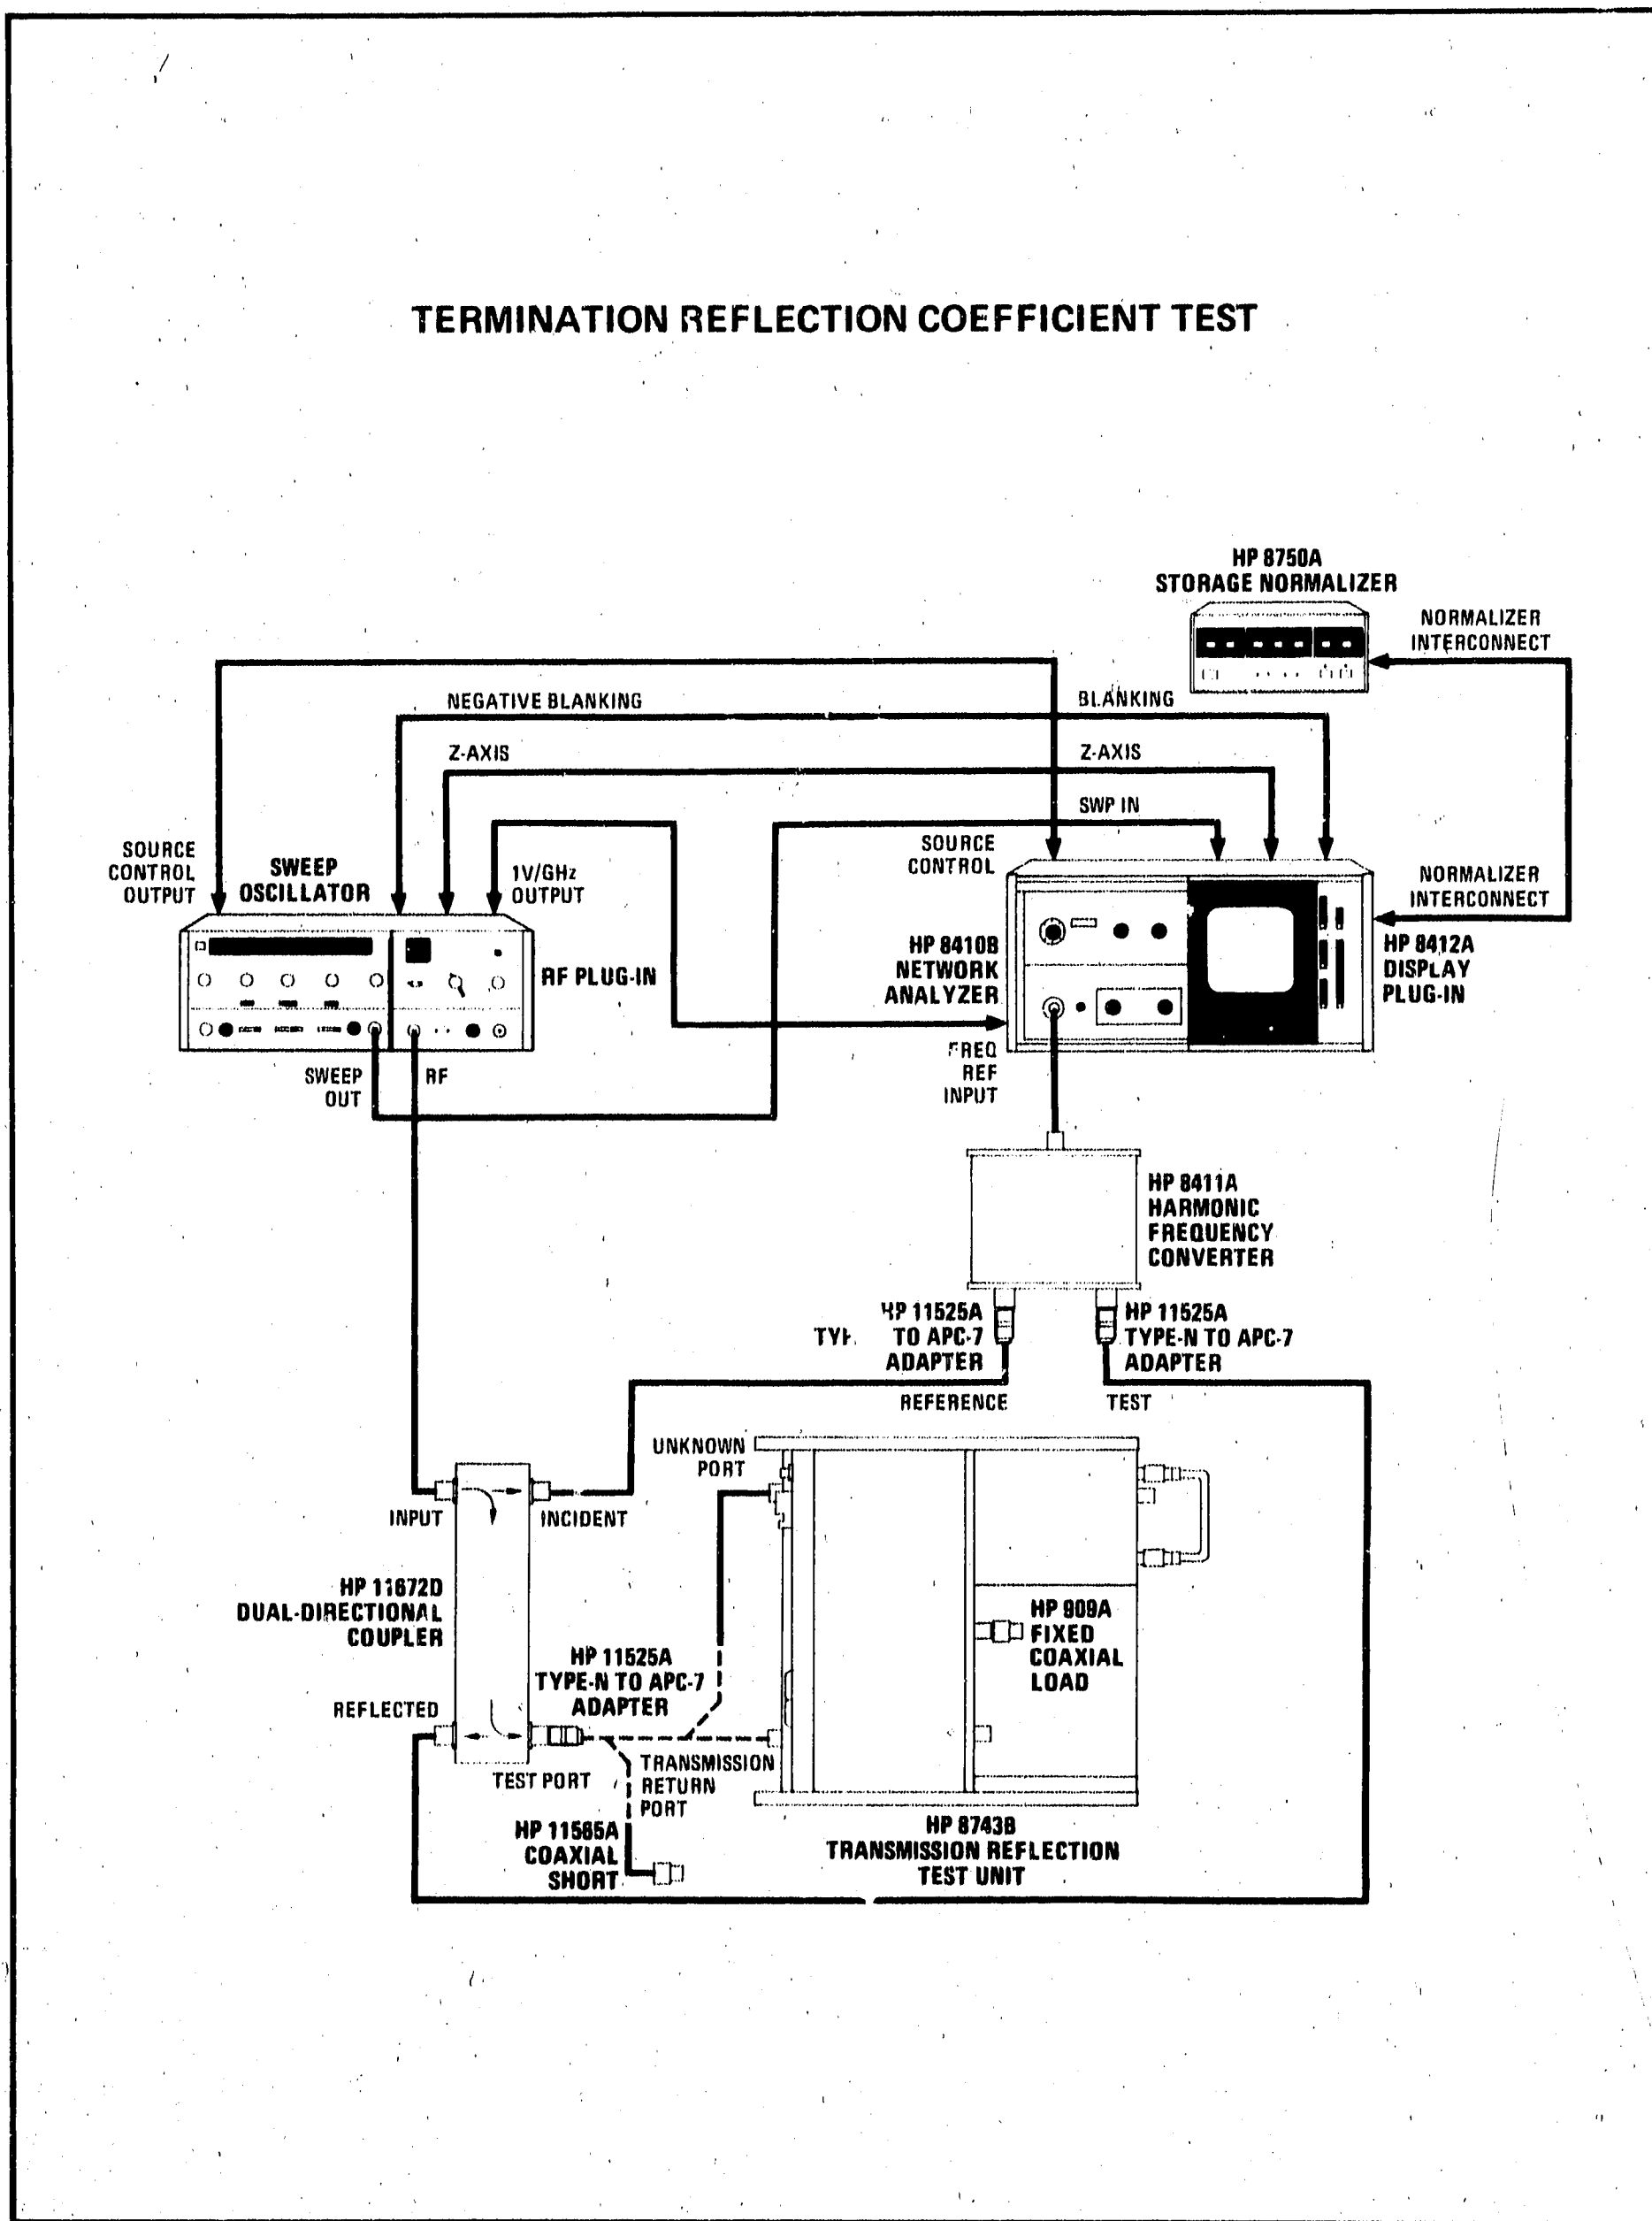 TERMINATION REFLECTION COEFFICIENT TEST
HP 8750A
STORAGE NORMALIZER
NORMALIZER
INTERCONNECT
NEGATIVE BLANKING
BLANKING
Z-AXIS
Z-AXIS
SWP IN
SOURCE
CONTROL
OUTPUT
SWEEP
OSCILLATOR
1V/GHz
OUTPUT
SOURCE
CONTROL
NORMALIZER
INTERCONNECT
RF PLUG-IN
HP 8410B
NETWORK
ANALYZER
HP 8412A
DISPLAY
PLUG-IN
SWEEP
OUT
RF
FREQ
REF
INPUT
HP 8411A
HARMONIC
FREQUENCY
CONVERTER
HP 11525A
TO APC-7
ADAPTER
HP 11525A
TYPE-N TO APC-7
ADAPTER
REFERENCE
TEST
UNKNOWN
PORT
INPUT
INCIDENT
HP 11672D
DUAL-DIRECTIONAL
COUPLER
HP 909A
FIXED
COAXIAL
LOAD
HP 11525A
TYPE-N TO APC-7
ADAPTER
REFLECTED
TEST PORT
TRANSMISSION
RETURN
PORT
HP 11565A
COAXIAL
SHORT
HP 8743B
TRANSMISSION REFLECTION
TEST UNIT